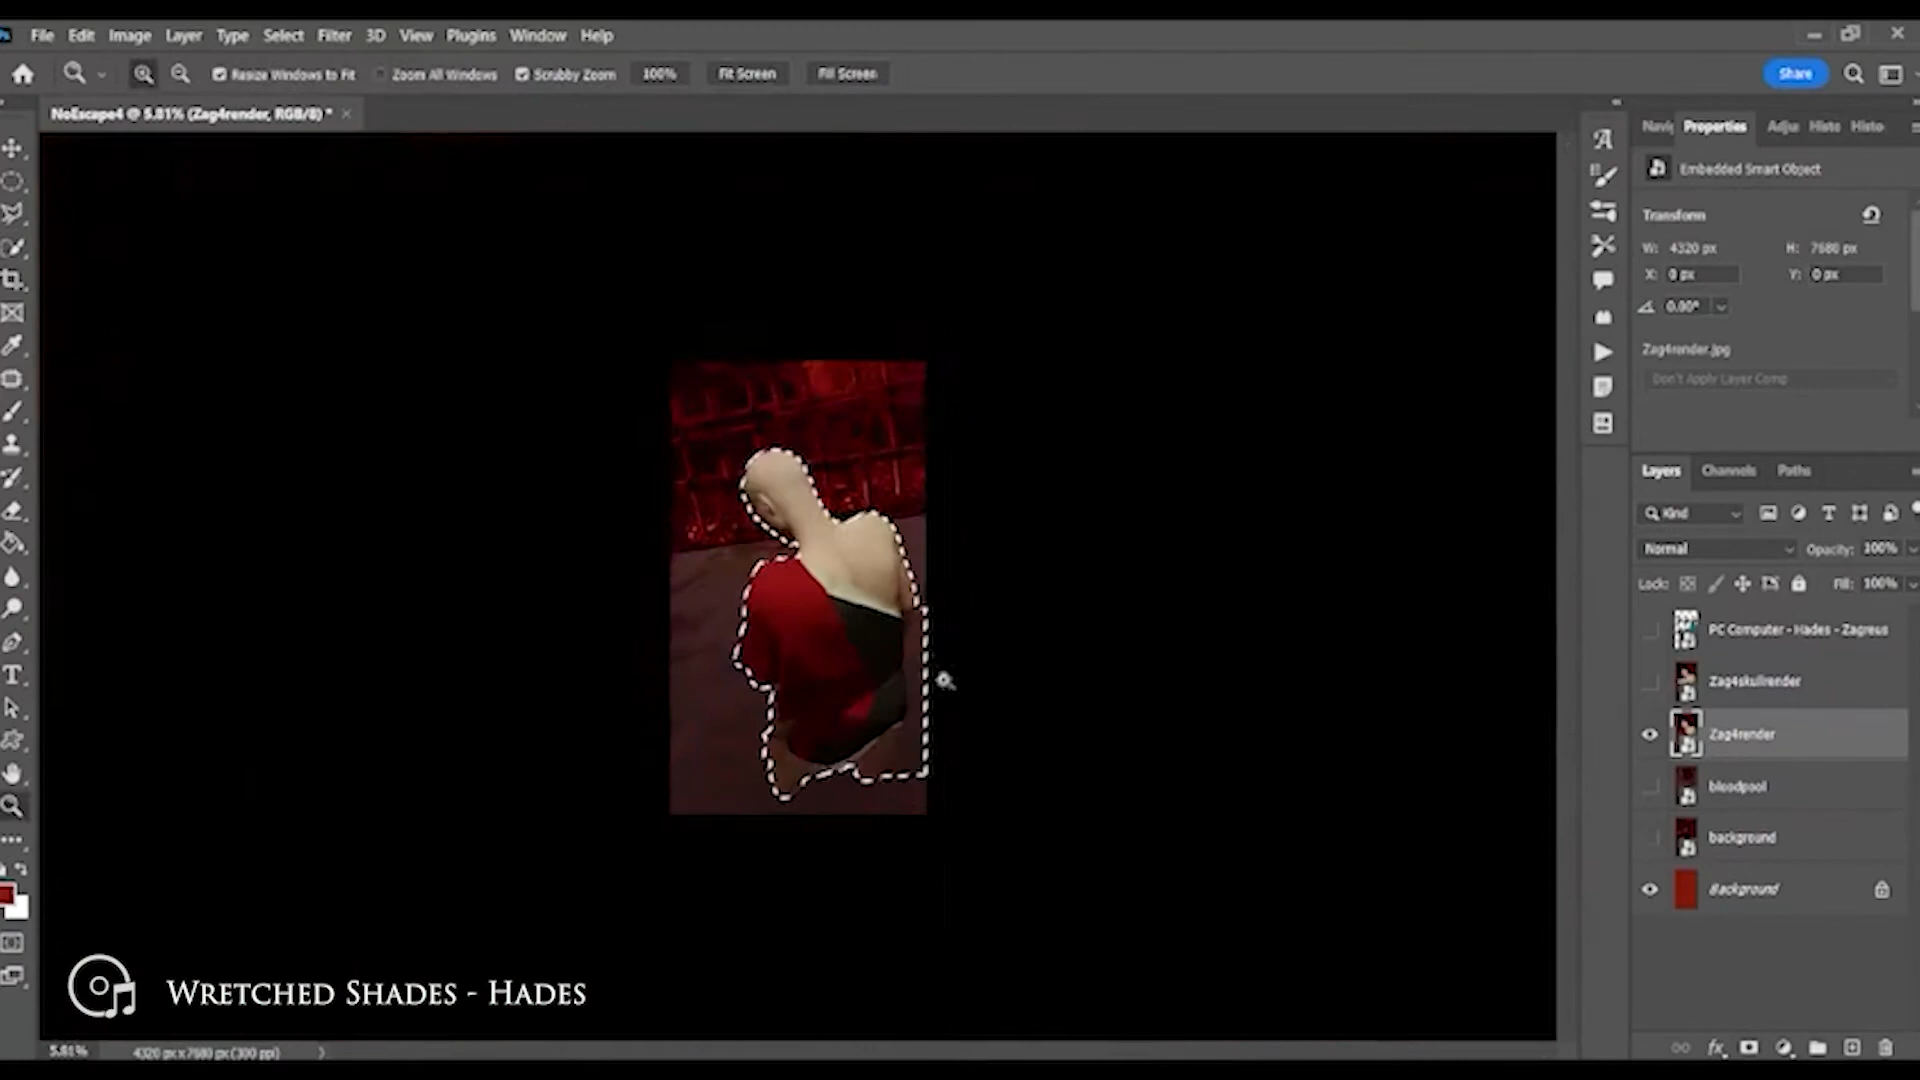 File Edit Image Layer Type Select Filter 3D View Plugins Window Help
Resize Windows to Fit Zoom All Windows Scrubby Zoom 100% Fit Screen Fill Screen Share
NoEscape4 @ 5.81% (Zag4render, RGB/8) *
Properties Histo Histo
Embedded Smart Object
Transform
W: 4320 px H: 7680 px
X: 0 px Y: 0 px
0.00°
Zag4render.jpg
Don't Apply Layer Comp
Layers Channels Paths
Kind
Normal Opacity: 100%
Lock: Fill: 100%
PC Computer - Hades - Zagreus
Zag4skullrender
Zag4render
bloodpool
background
Background
Wretched Shades - Hades
5.81% 4320 px x 7680 px (300 ppi)